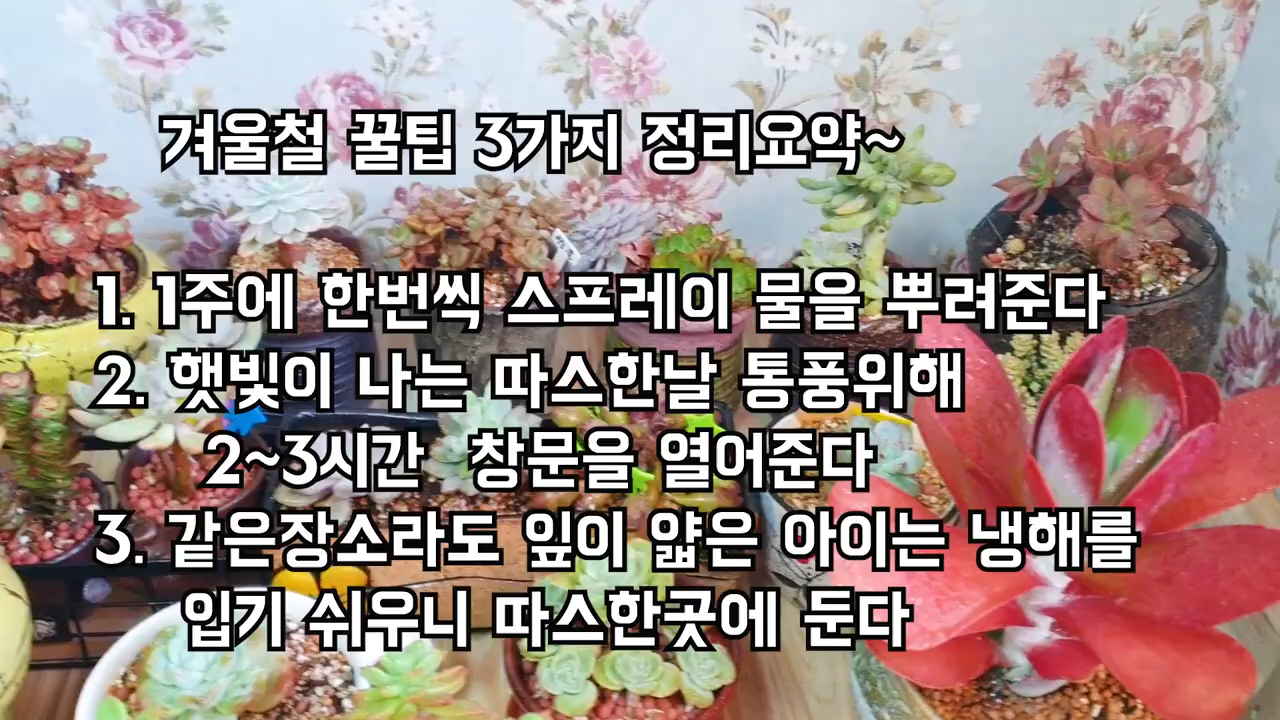 겨울철 꿀팁 3가지 정리요약~
1. 1주에 한번씩 스프레이 물을 뿌려준다
2. 햇빛이 나는 따스한날 통풍위해
2~3시간 창문을 열어준다
3. 같은장소라도 잎이 얇은 아이는 냉해를
입기 쉬우니 따스한곳에 둔다